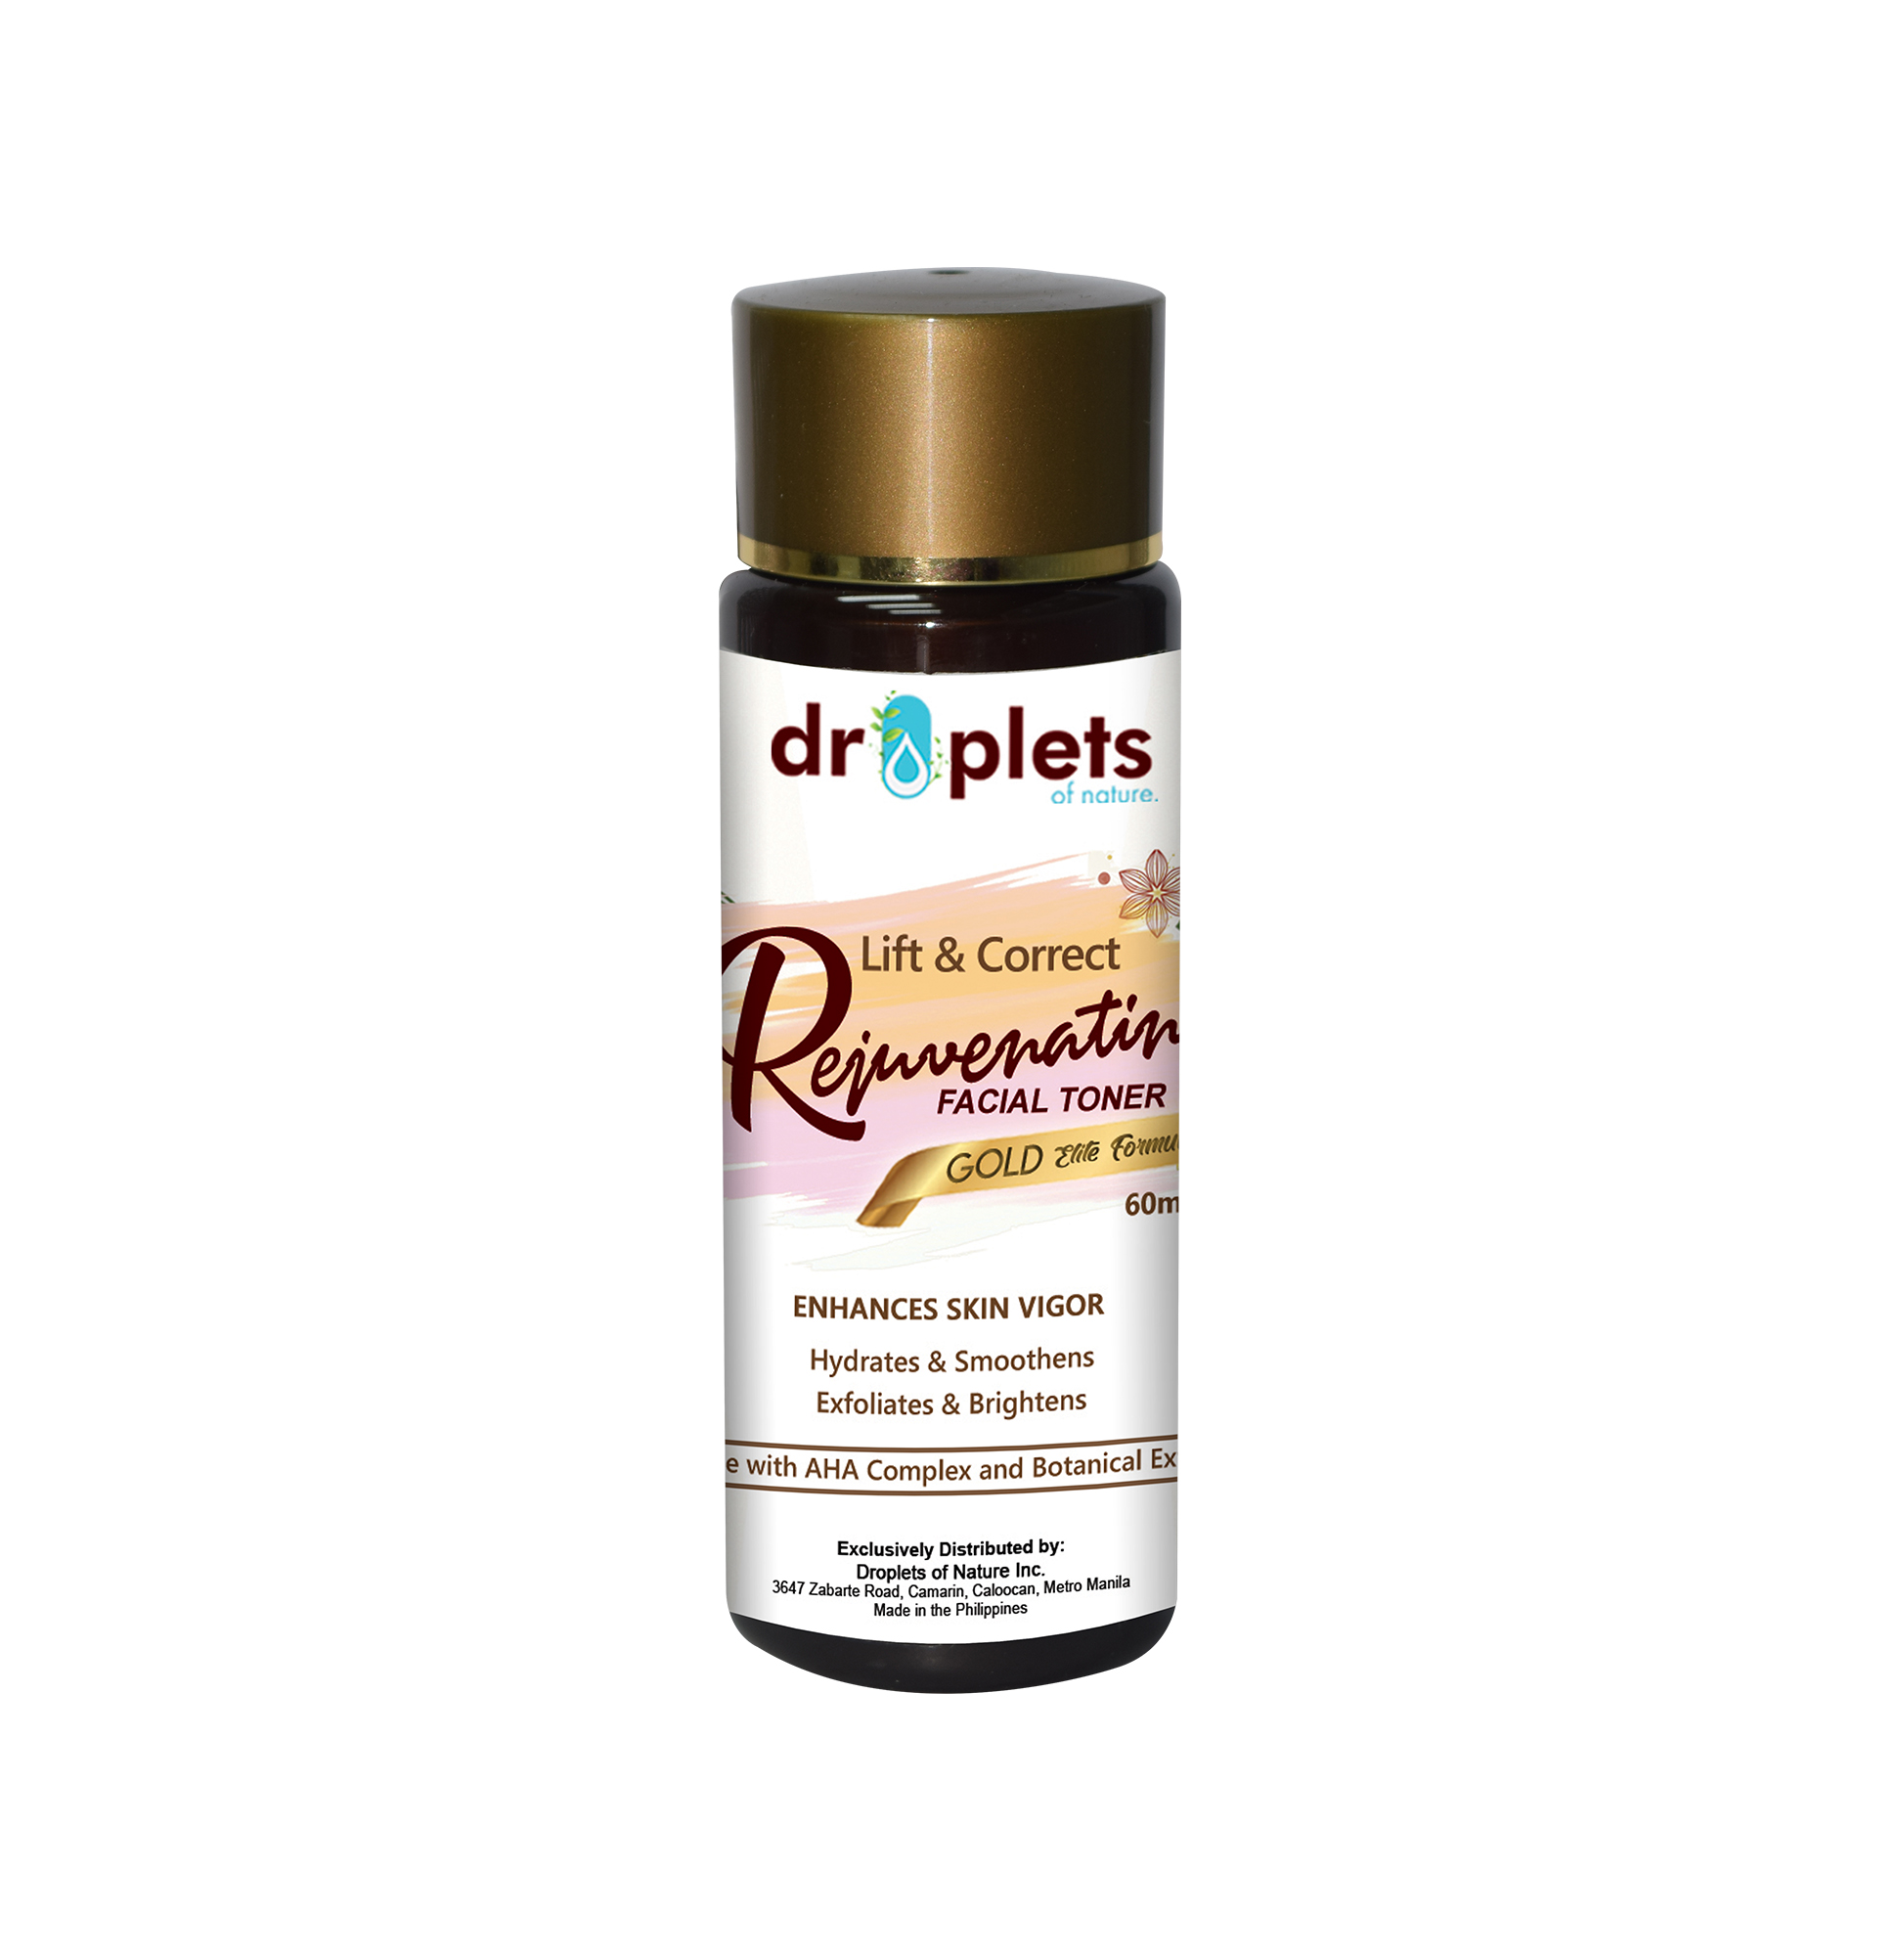 droplets
of nature.
Lift & Correct
Rejuvenatin
FACIAL TONER
GOLD Elite Formu
60m
ENHANCES SKIN VIGOR
Hydrates & Smoothens
Exfoliates & Brightens
e with AHA Complex and Botanical Ex
Exclusively Distributed by:
Droplets of Nature Inc.
3647 Zabarte Road, Camarin, Caloocan, Metro Manila
Made in the Philippines